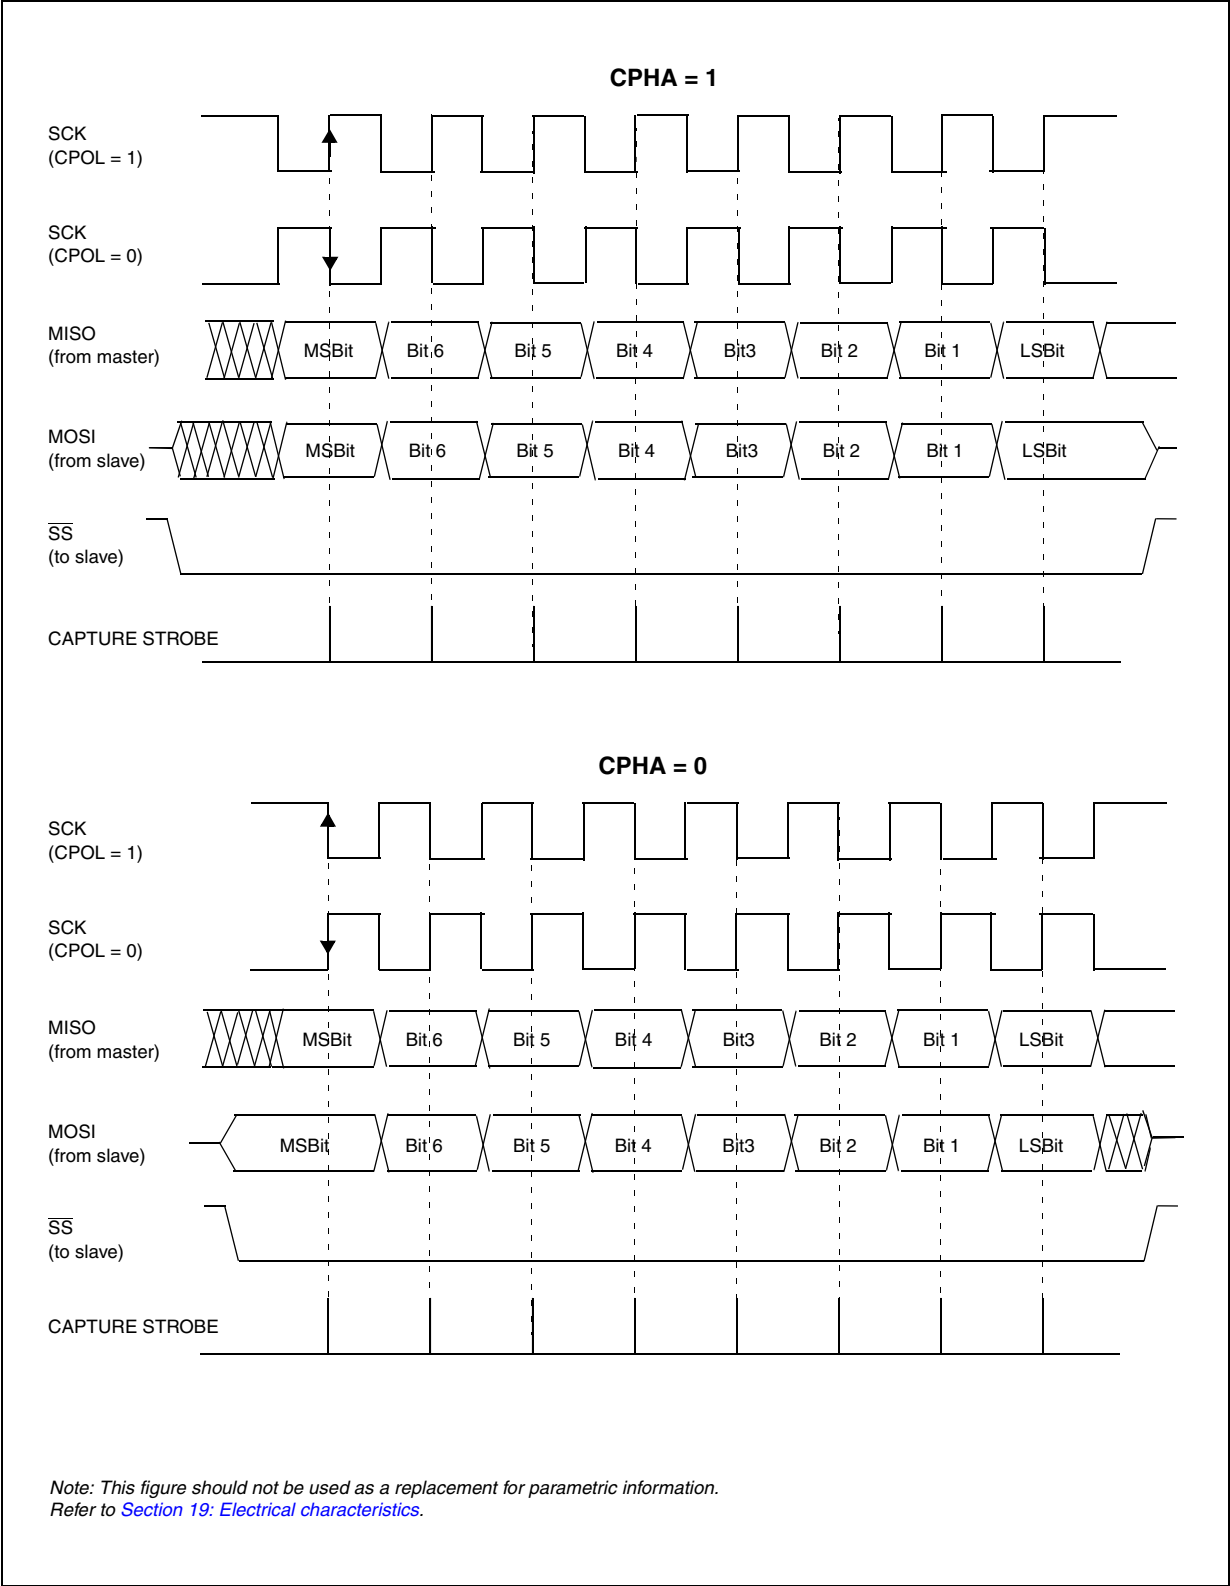 CPHA = 1
SCK
(CPOL = 1)
SCK
(CPOL = 0)
MISO
(from master)
MSBit Bit 6 Bit 5 Bit 4 Bit3 Bit 2 Bit 1 LSBit
MOSI
(from slave)
MSBit Bit 6 Bit 5 Bit 4 Bit3 Bit 2 Bit 1 LSBit
SS
(to slave)
CAPTURE STROBE
CPHA = 0
SCK
(CPOL = 1)
SCK
(CPOL = 0)
MISO
(from master)
MSBit Bit 6 Bit 5 Bit 4 Bit3 Bit 2 Bit 1 LSBit
MOSI
(from slave)
MSBit Bit 6 Bit 5 Bit 4 Bit3 Bit 2 Bit 1 LSBit
SS
(to slave)
CAPTURE STROBE
Note: This figure should not be used as a replacement for parametric information.
Refer to Section 19: Electrical characteristics.